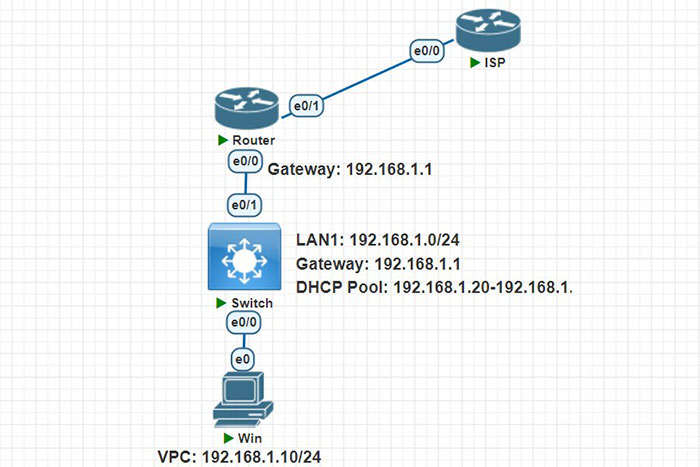 e0/0
ISP
e0/1
Router
e0/0
Gateway: 192.168.1.1
e0/1
LAN1: 192.168.1.0/24
Gateway: 192.168.1.1
DHCP Pool: 192.168.1.20-192.168.1.
Switch
e0/0
e0
Win
VPC: 192.168.1.10/24